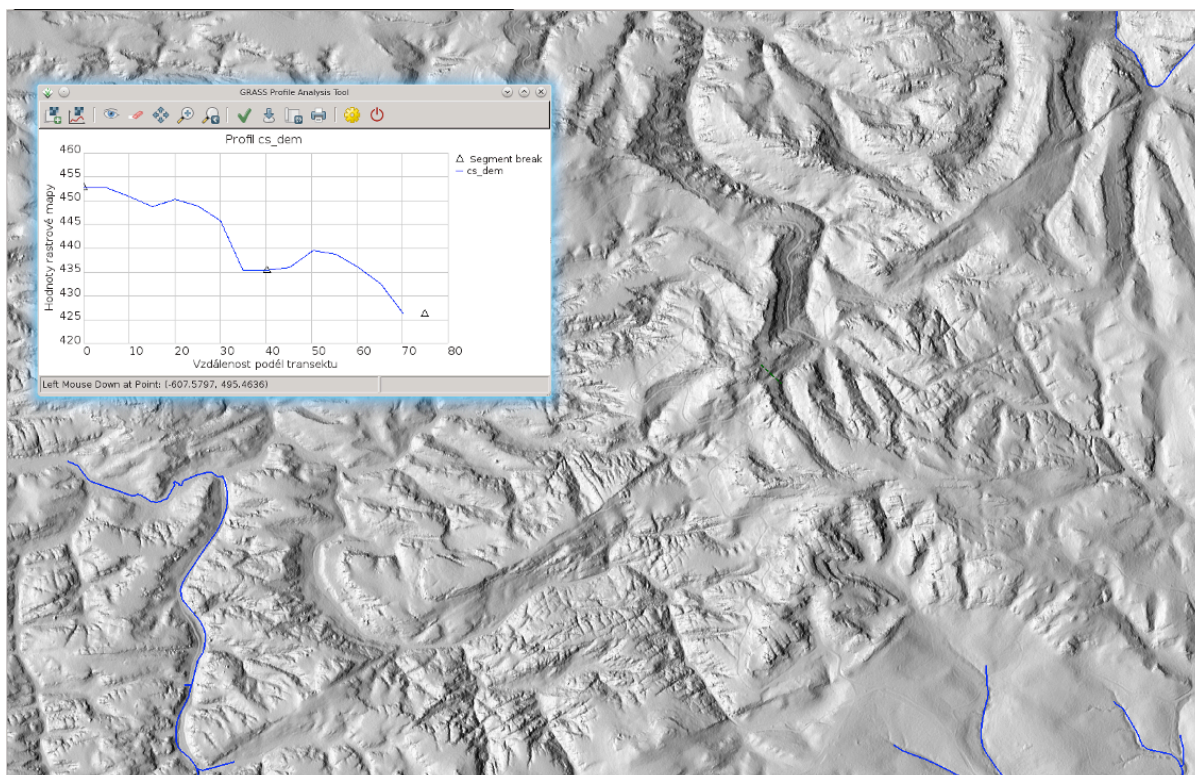 GRASS Profile Analysis Tool
Profil cs_dem
Segment break
cs_dem
460
455
450
445
440
435
430
425
420
Hodnoty rastrové mapy
0 10 20 30 40 50 60 70 80
Vzdálenost podél transektu
Left Mouse Down at Point: (-607.5797, 495.4636)